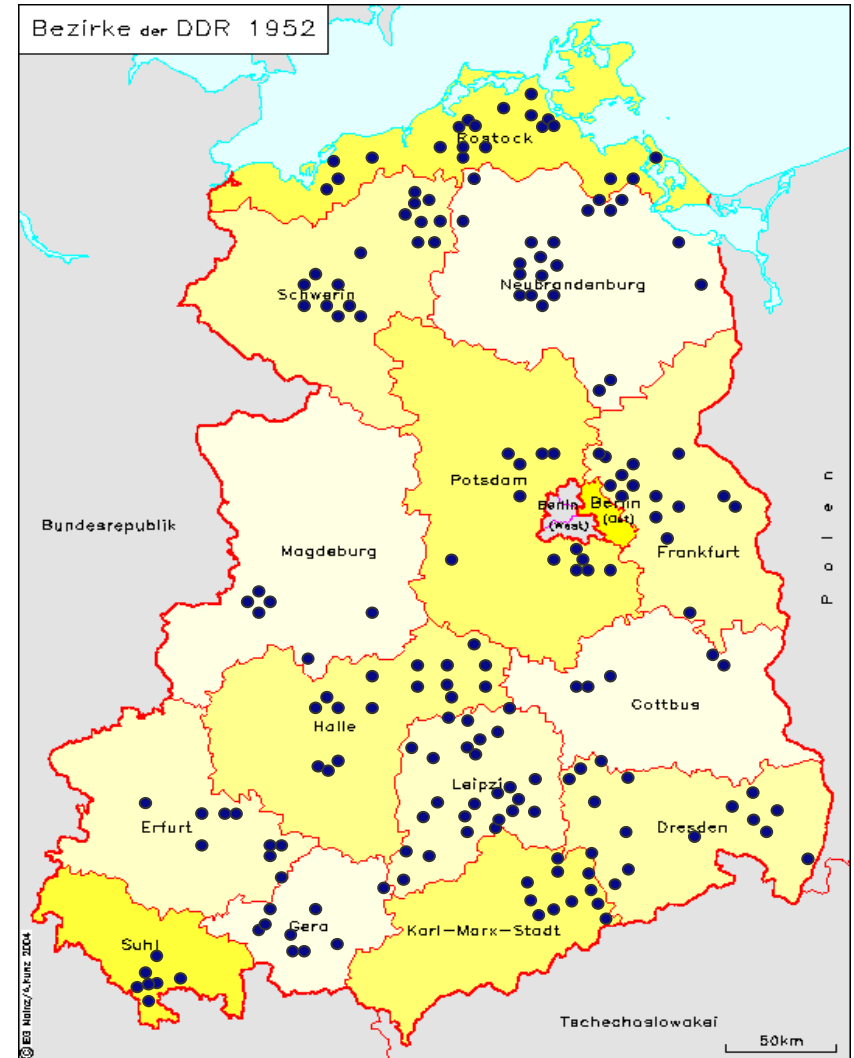 Bezirke der DDR 1952
Rostock
Schwerin
Neubrandenburg
Potsdam
Berlin
(West)
Berlin
(Ost)
Bundesrepublik
Magdeburg
Frankfurt
Polen
Cottbus
Halle
Leipzi
Erfurt
Dresden
Gera
Karl-Marx-Stadt
Suhl
Tschechoslowakei
50km
© IEG Mainz/A.Kunz 2004